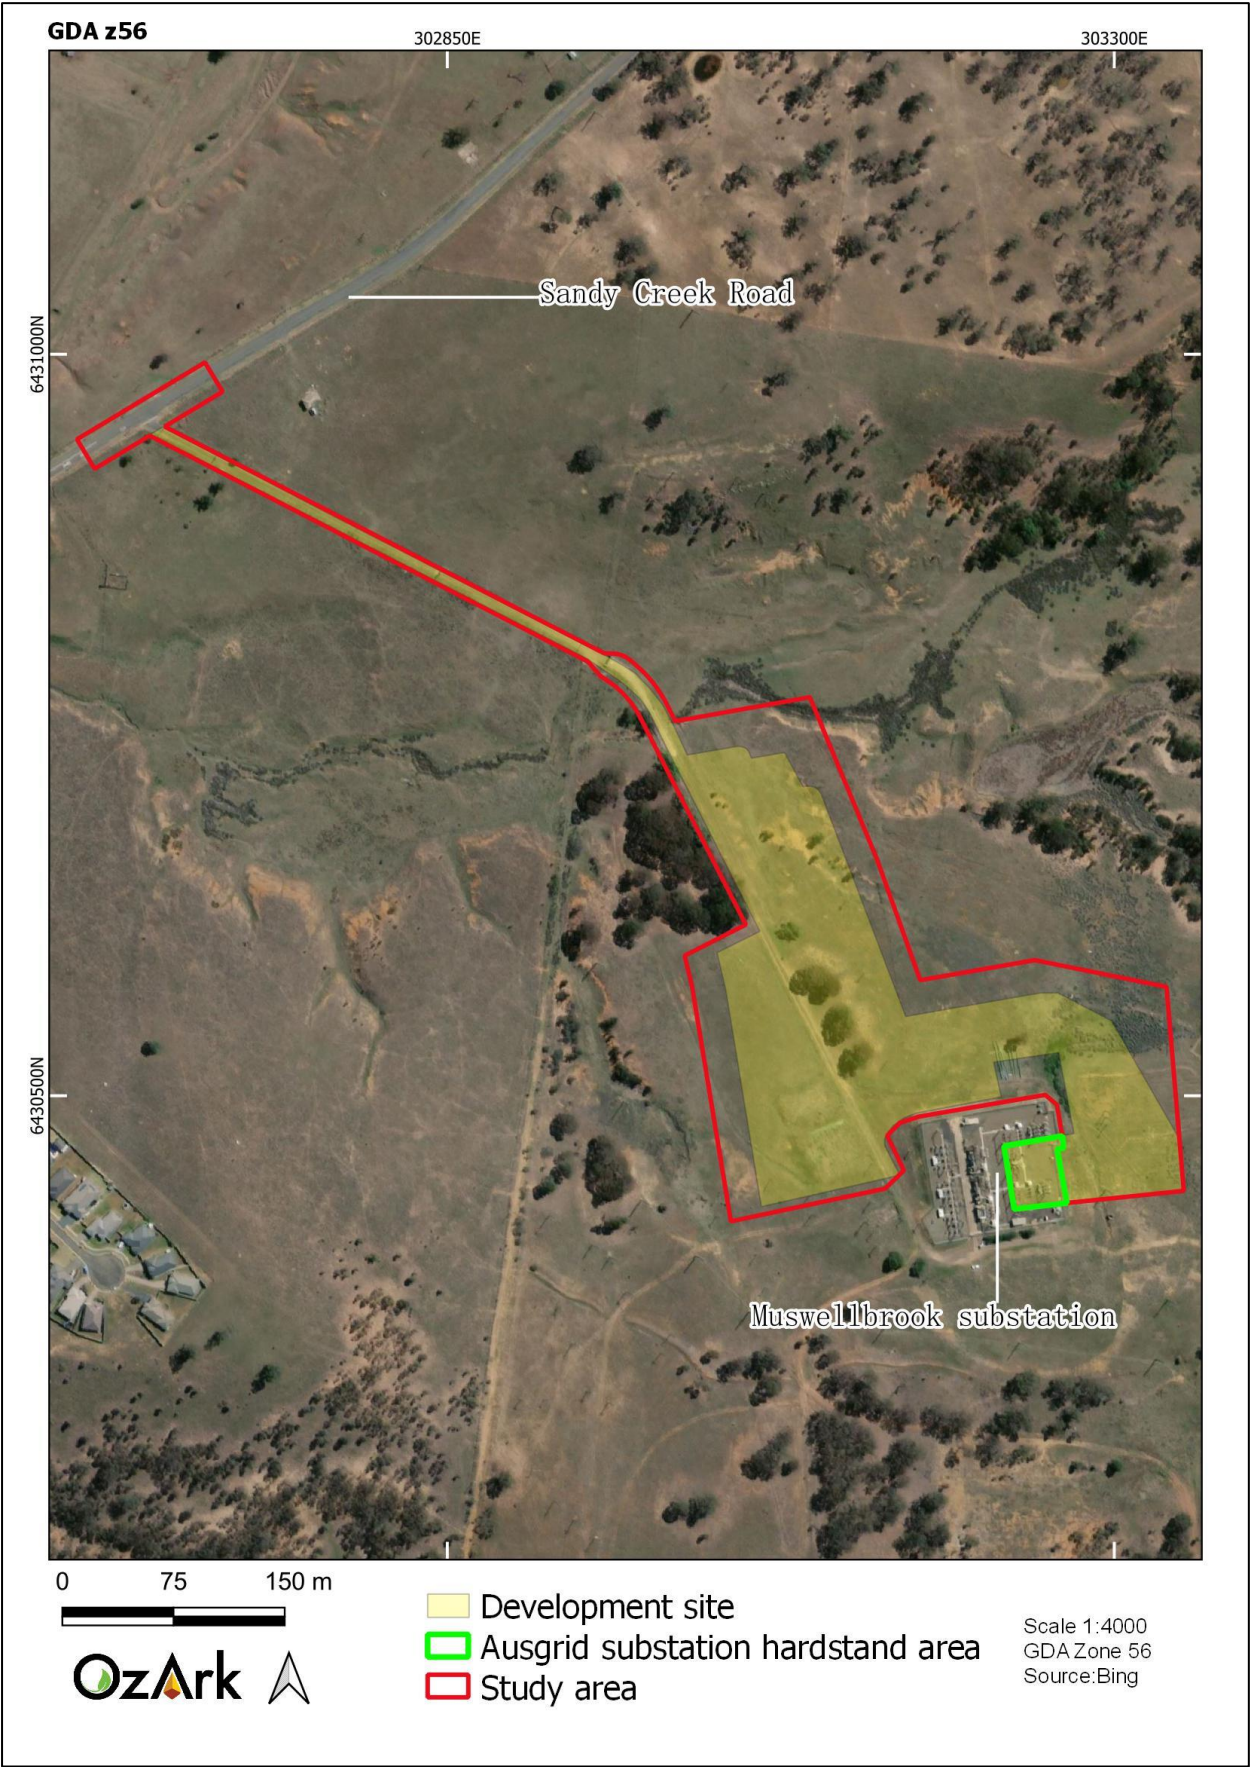 GDA z56
302850E
303300E
Sandy Creek Road
6431000N
6430500N
Muswellbrook substation
0 75 150 m
Development site
Ausgrid substation hardstand area
Study area
OzArk
Scale 1:4000
GDA Zone 56
Source:Bing